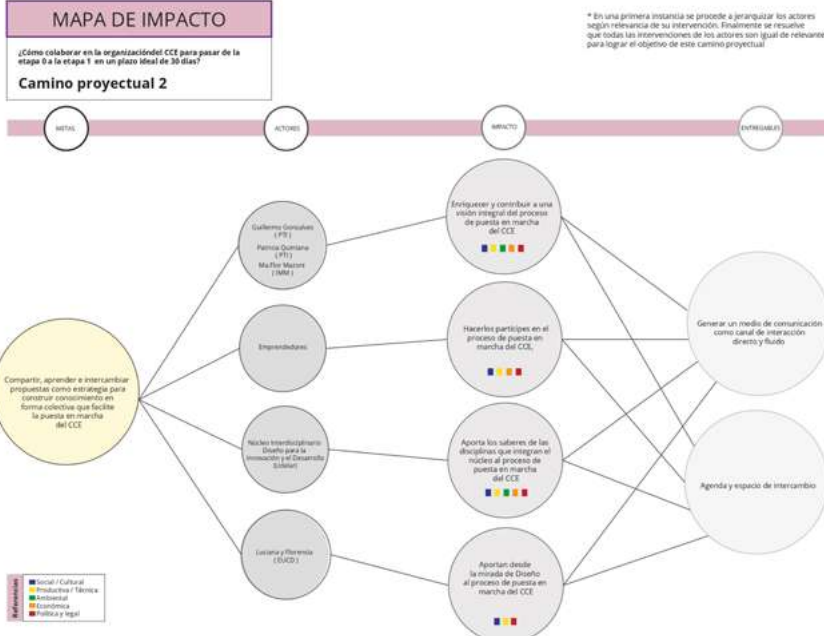 MAPA DE IMPACTO
¿Cómo colaborar en la organizacióndel CCE para pasar de la
etapa 0 a la etapa 1 en un plazo ideal de 30 días?
Camino proyectual 2
* En una primera instancia se procede a jerarquizar los actores
según relevancia de su intervención. Finalmente se resuelve
que todas las intervenciones de los actores son igual de relevante
para lograr el objetivo de este camino proyectual
METAS
ACTORES
IMPACTO
ENTREGABLES
Compartir, aprender e intercambiar
propuestas como estrategia para
construir conocimiento en
forma colectiva que facilite
la puesta en marcha
del CCE
Guillermo Gonsalves
( PTI )
Patricia Quintana
( PTI )
Ma.Flor Mazoni
( IMM )
Emprendedores
Núcleo Interdisciplinario
Diseño para la
Innovación y el Desarrollo
(Udelar)
Luciana y Florencia
( EUCD )
Enriquecer y contribuir a una
visión integral del proceso
de puesta en marcha
del CCE
Hacerlos partícipes en el
proceso de puesta en
marcha del CCE,
Aporta los saberes de las
disciplinas que integran el
núcleo al proceso de
puesta en marcha
del CCE
Aportan desde
la mirada de Diseño
al proceso de puesta en
marcha del CCE
Generar un medio de comunicación
como canal de interacción
directo y fluido
Agenda y espacio de intercambio
Referencias
Social / Cultural
Productiva / Técnica
Ambiental
Económica
Política y legal